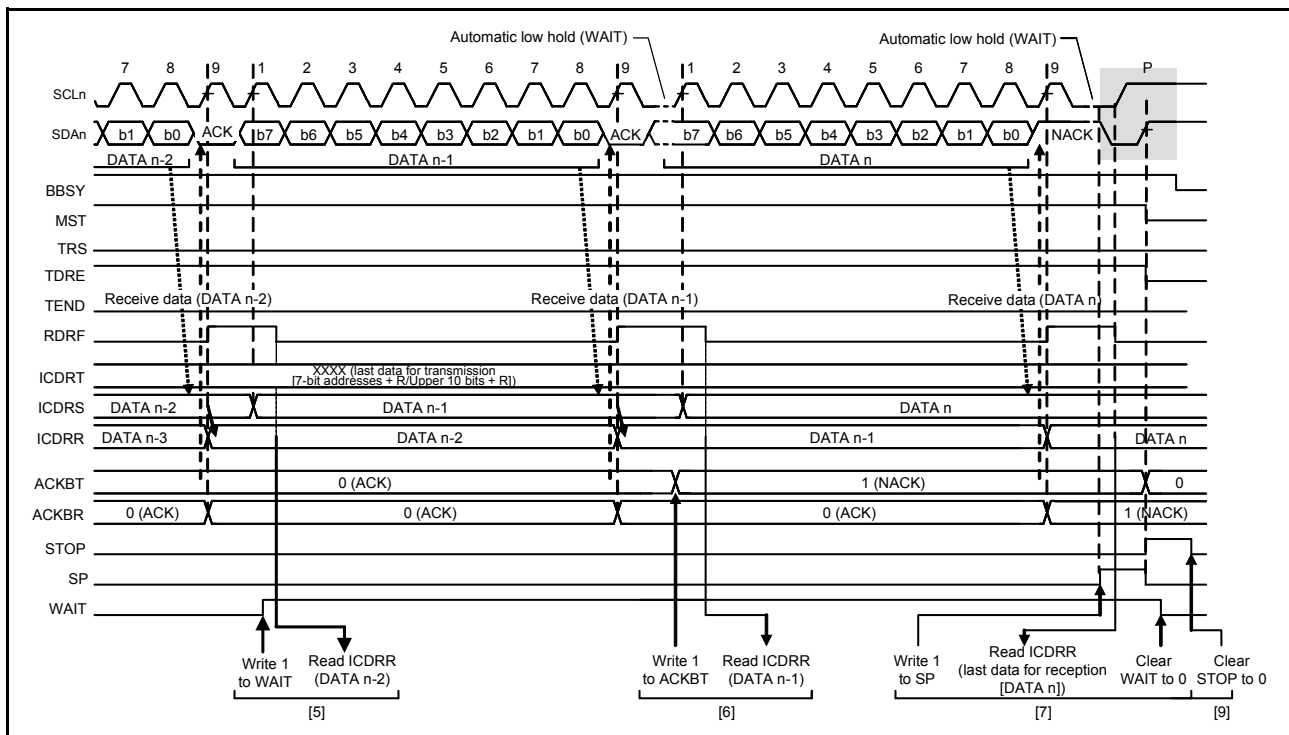 Automatic low hold (WAIT)
Automatic low hold (WAIT)
7 8 9 1 2 3 4 5 6 7 8 9 1 2 3 4 5 6 7 8 9 P
SCLn
SDAn b1 b0 ACK b7 b6 b5 b4 b3 b2 b1 b0 ACK b7 b6 b5 b4 b3 b2 b1 b0 NACK
DATA n-2 DATA n-1 DATA n
BBSY
MST
TRS
TDRE
TEND Receive data (DATA n-2) Receive data (DATA n-1) Receive data (DATA n)
RDRF
ICDRT XXXX (last data for transmission
[7-bit addresses + R/Upper 10 bits + R])
ICDRS DATA n-2 DATA n-1 DATA n
ICDRR DATA n-3 DATA n-2 DATA n-1 DATA n
ACKBT 0 (ACK) 1 (NACK) 0
ACKBR 0 (ACK) 0 (ACK) 0 (ACK) 1 (NACK)
STOP
SP
WAIT
Write 1
to WAIT
Read ICDRR
(DATA n-2)
[5]
Write 1
to ACKBT
Read ICDRR
(DATA n-1)
[6]
Write 1
to SP
Read ICDRR
(last data for reception
[DATA n])
Clear
WAIT to 0
[7]
Clear
STOP to 0
[9]